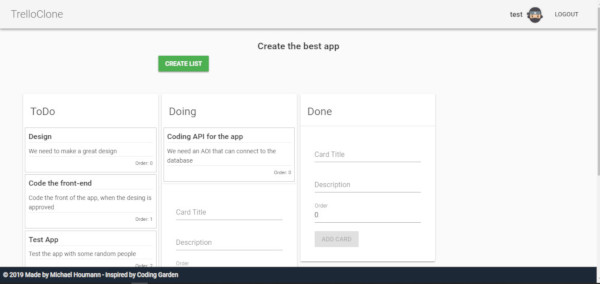 TrelloClone
test
LOGOUT
Create the best app
CREATE LIST
ToDo
Design
We need to make a great design
Order: 0
Code the front-end
Code the front of the app, when the desing is
approved
Order: 1
Test App
Test the app with some random people
Order: 2
Doing
Coding API for the app
We need an AOI that can connect to the
database
Order: 0
Card Title
Description
Order
Done
Card Title
Description
Order
0
ADD CARD
© 2019 Made by Michael Houmann - Inspired by Coding Garden